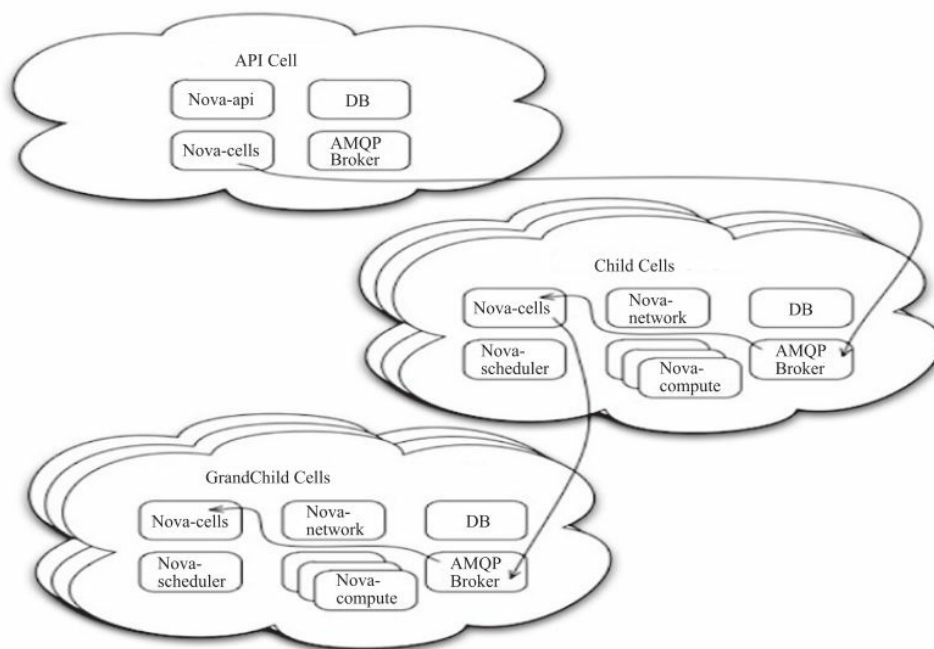 API Cell
Nova-api
DB
Nova-cells
AMQP
Broker
Child Cells
Nova-cells
Nova-
network
DB
Nova-
scheduler
Nova-
compute
AMQP
Broker
GrandChild Cells
Nova-cells
Nova-
network
DB
Nova-
scheduler
Nova-
compute
AMQP
Broker